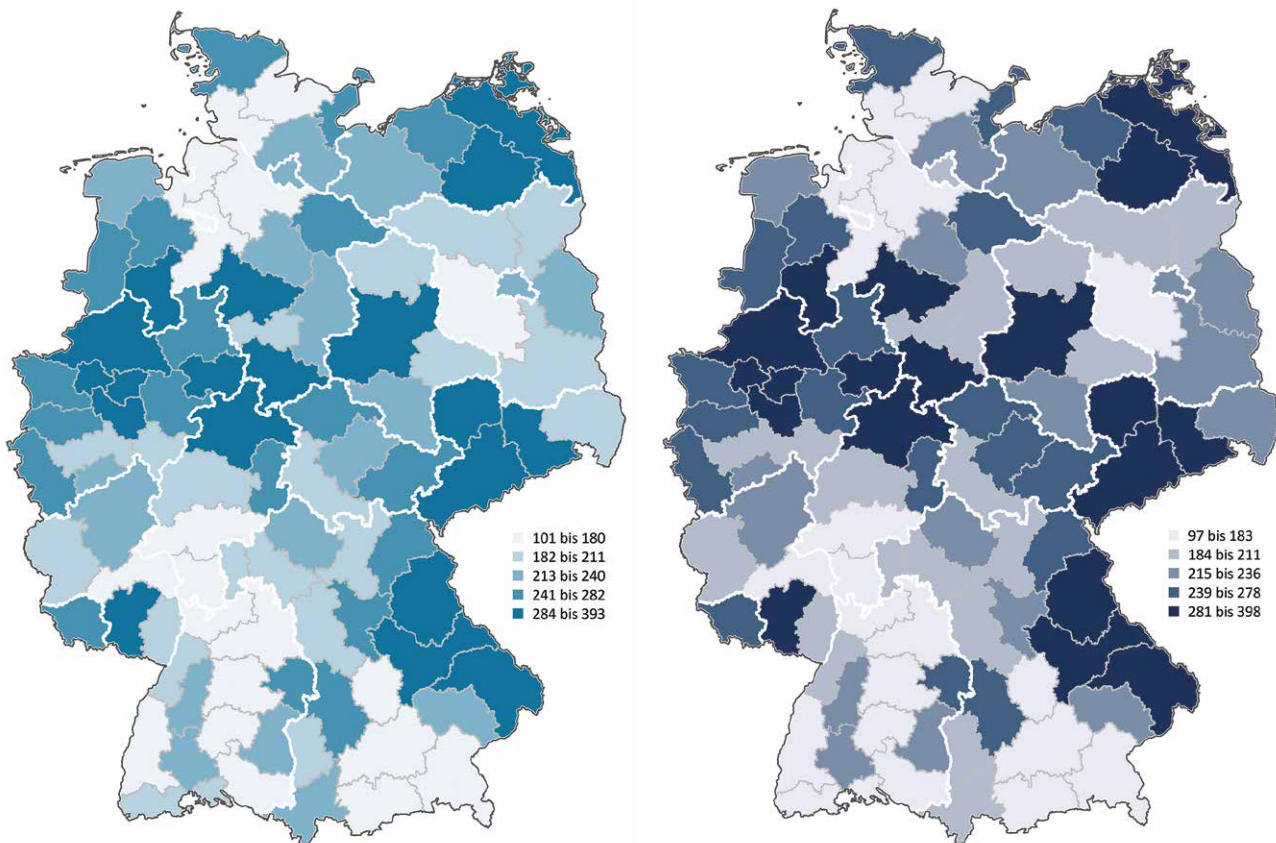 101 bis 180
182 bis 211
213 bis 240
241 bis 282
284 bis 393
97 bis 183
184 bis 211
215 bis 236
239 bis 278
281 bis 398